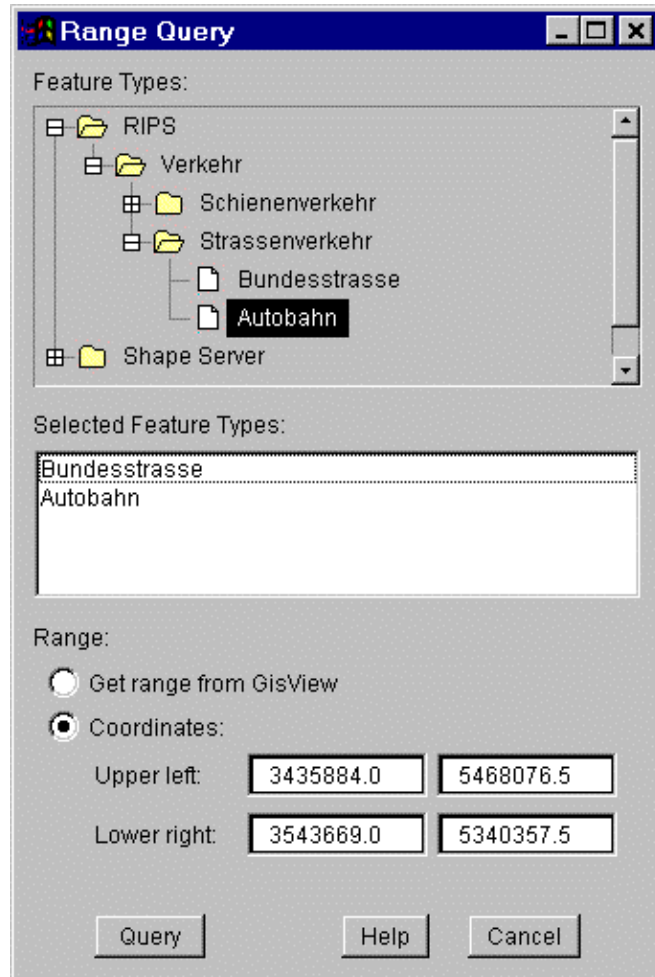 Range Query
Feature Types:
RIPS
Verkehr
Schienenverkehr
Strassenverkehr
Bundesstrasse
Autobahn
Shape Server
Selected Feature Types:
Bundesstrasse
Autobahn
Range:
Get range from GisView
Coordinates:
Upper left: 3435884.0 5468076.5
Lower right: 3543669.0 5340357.5
Query Help Cancel